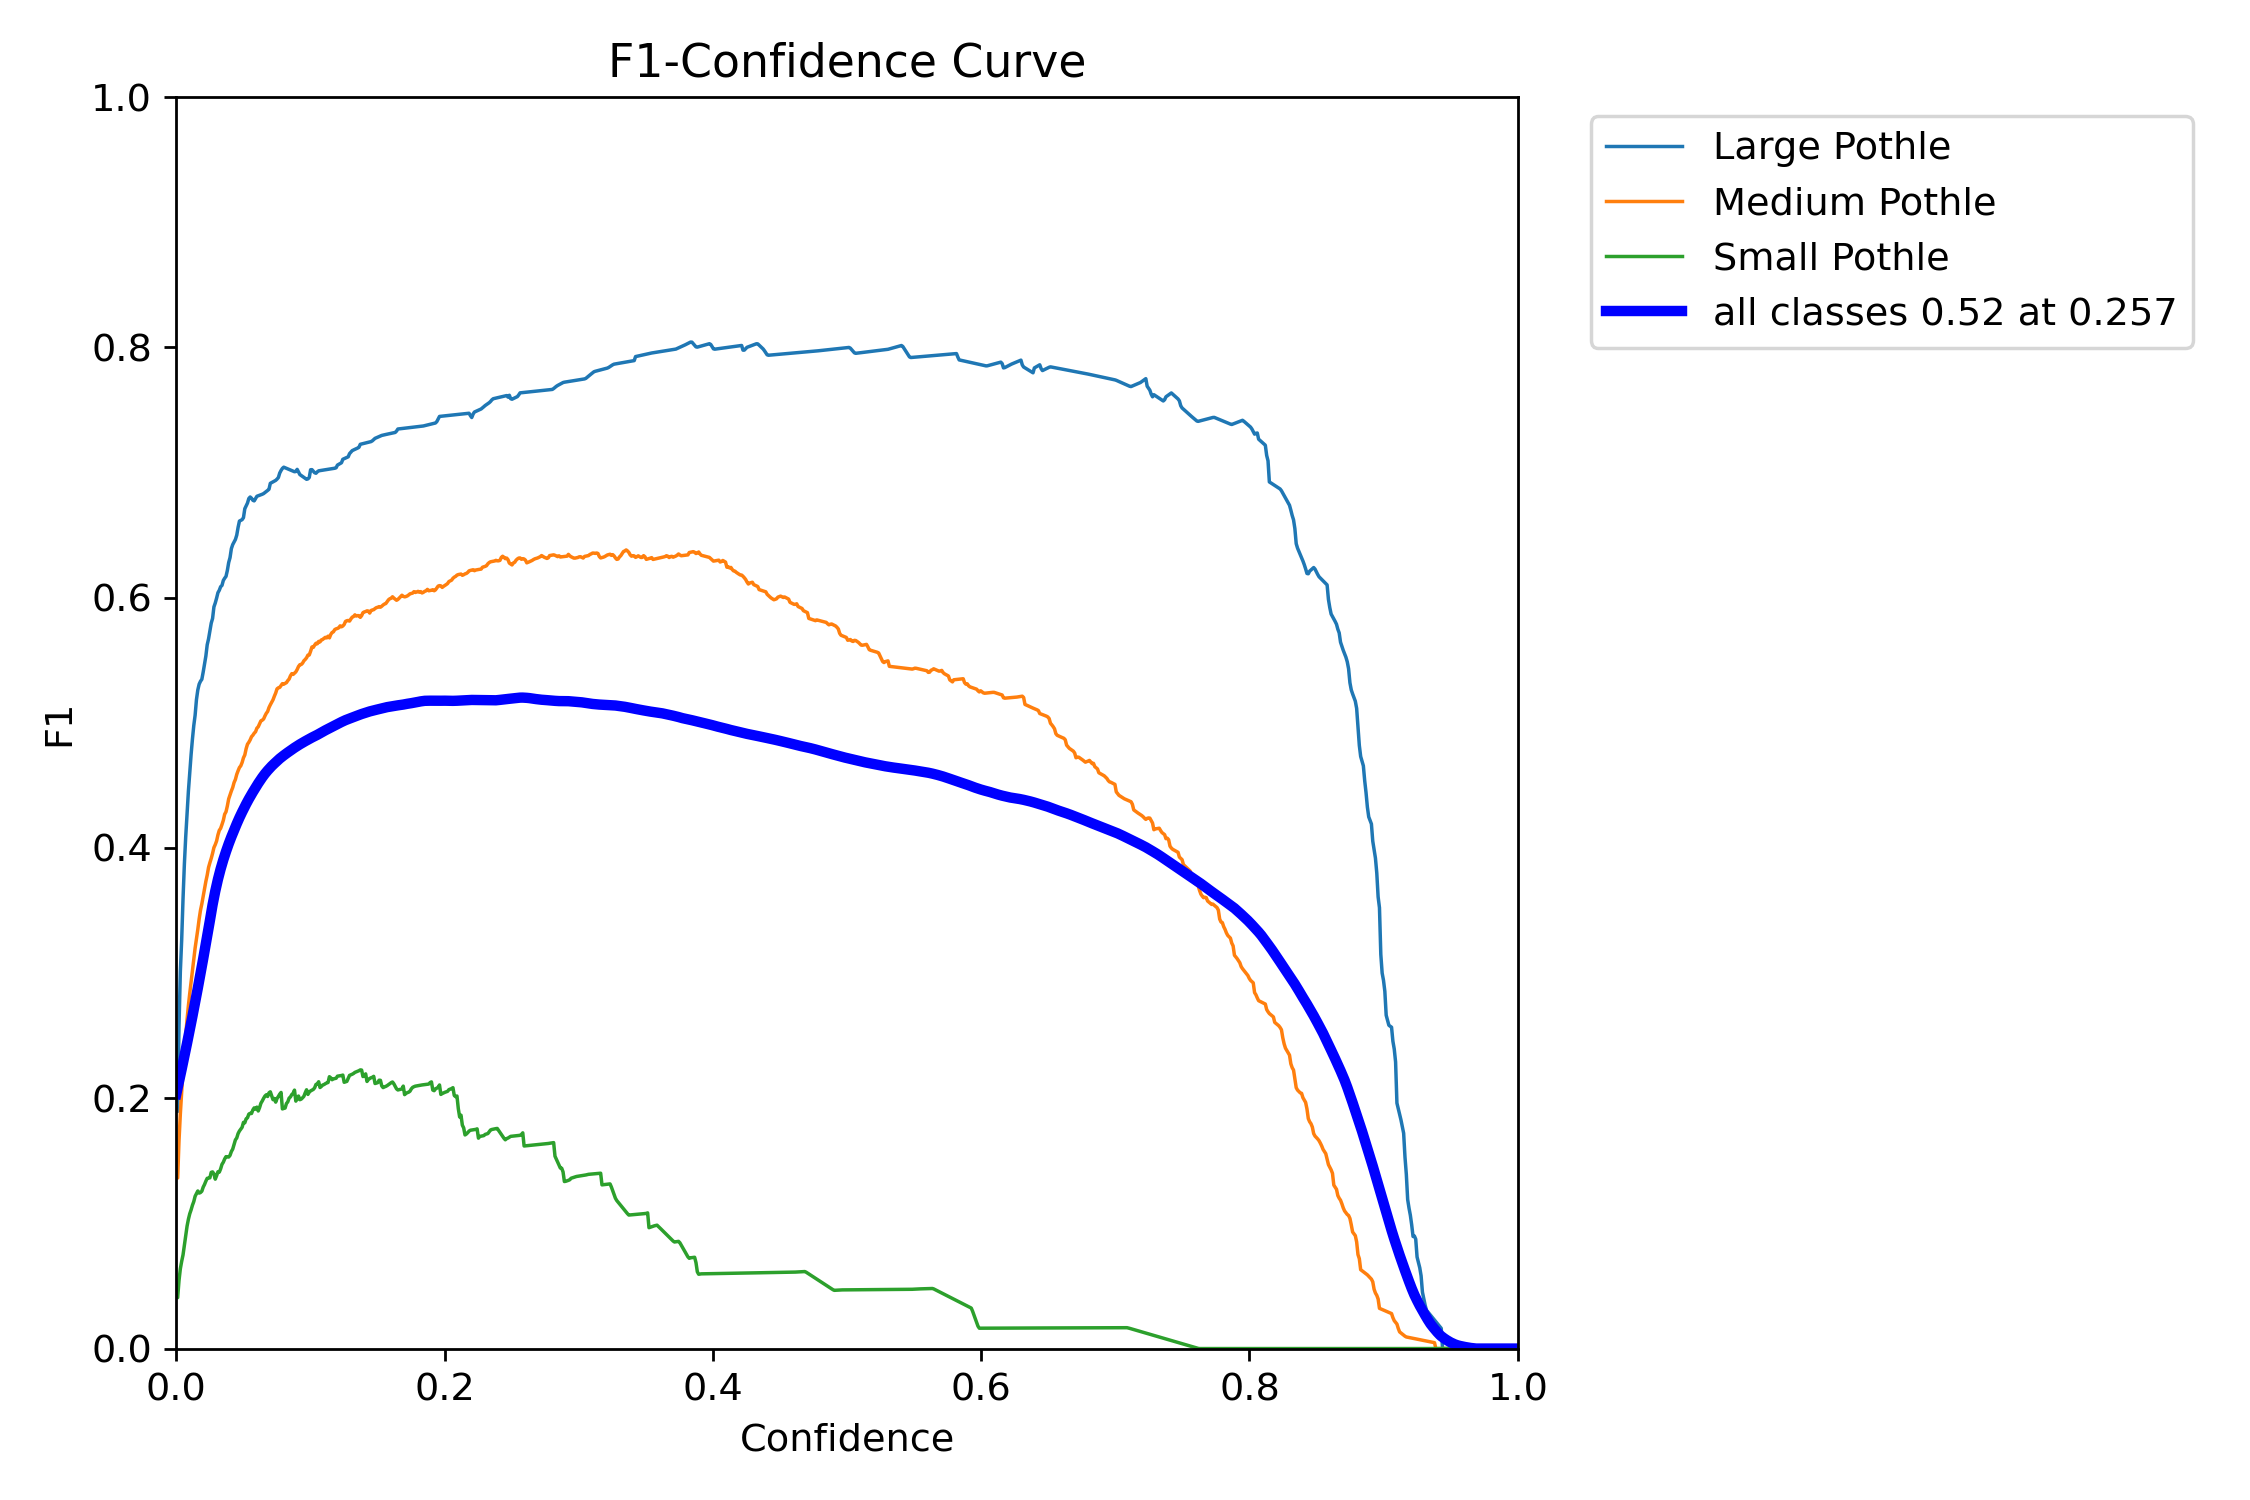 F1-Confidence Curve
1.0
0.8
0.6
0.4
0.2
0.0
F1
0.0 0.2 0.4 0.6 0.8 1.0
Confidence
Large Pothle
Medium Pothle
Small Pothle
all classes 0.52 at 0.257